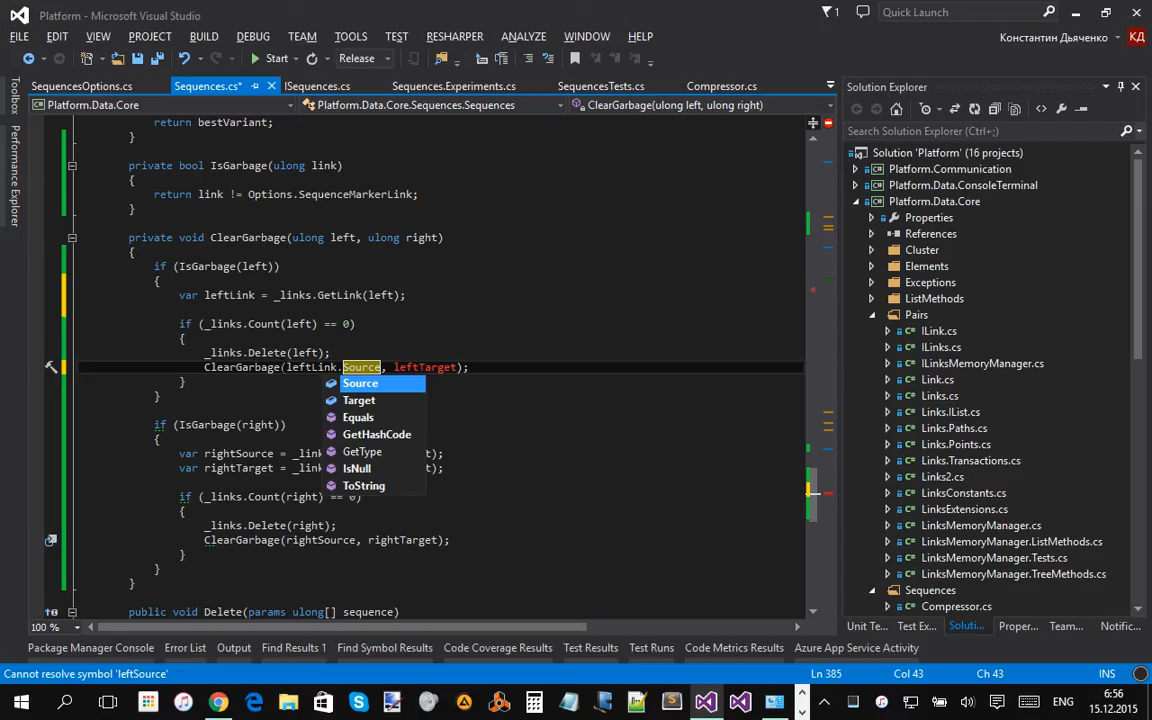 Platform - Microsoft Visual Studio
1
Quick Launch
FILE EDIT VIEW PROJECT BUILD DEBUG TEAM TOOLS TEST RESHARPER ANALYZE WINDOW HELP
Константин Дьяченко
КД
Start
Release
SequencesOptions.cs
Sequences.cs*
ISequences.cs
Sequences.Experiments.cs
SequencesTests.cs
Compressor.cs
Platform.Data.Core
Platform.Data.Core.Sequences.Sequences
ClearGarbage(ulong left, ulong right)
Toolbox
Performance Explorer
return bestVariant;
}
private bool IsGarbage(ulong link)
{
return link != Options.SequenceMarkerLink;
}
private void ClearGarbage(ulong left, ulong right)
{
if (IsGarbage(left))
{
var leftLink = _links.GetLink(left);
if (_links.Count(left) == 0)
{
_links.Delete(left);
ClearGarbage(leftLink.Source, leftTarget);
}
}
Source
Target
Equals
GetHashCode
GetType
IsNull
ToString
if (IsGarbage(right))
{
var rightSource = _link
t);
var rightTarget = _link
t);
if (_links.Count(right) == 0)
{
_links.Delete(right);
ClearGarbage(rightSource, rightTarget);
}
}
}
public void Delete(params ulong[] sequence)
100 %
Solution Explorer
Search Solution Explorer (Ctrl+;)
Solution 'Platform' (16 projects)
Platform.Communication
Platform.Data.ConsoleTerminal
Platform.Data.Core
Properties
References
Cluster
Elements
Exceptions
ListMethods
Pairs
ILink.cs
ILinks.cs
ILinksMemoryManager.cs
Link.cs
Links.cs
Links.IList.cs
Links.Paths.cs
Links.Points.cs
Links.Transactions.cs
Links2.cs
LinksConstants.cs
LinksExtensions.cs
LinksMemoryManager.cs
LinksMemoryManager.ListMethods.cs
LinksMemoryManager.Tests.cs
LinksMemoryManager.TreeMethods.cs
Sequences
Compressor.cs
Unit Te...
Test Ex...
Soluti...
Proper...
Team...
Notific...
Package Manager Console
Error List
Output
Find Results 1
Find Symbol Results
Code Coverage Results
Test Results
Test Runs
Code Metrics Results
Azure App Service Activity
Cannot resolve symbol 'leftSource'
Ln 385
Col 43
Ch 43
INS
ENG
6:56
15.12.2015